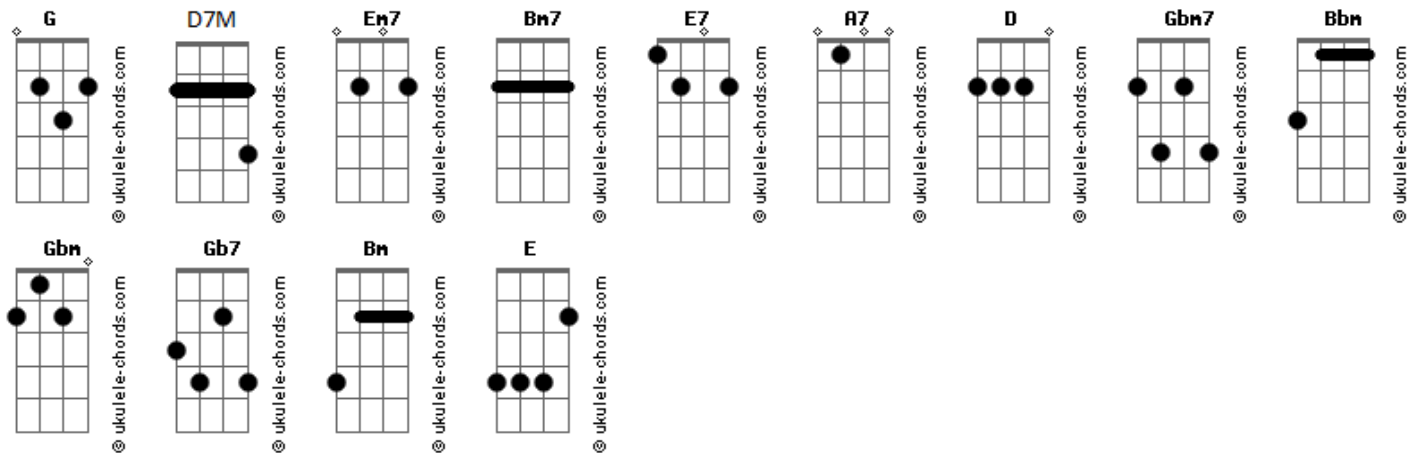 G D7M Em7 Bm7 E7 A7 D Gbm7 Bbm
© ukulele-chords.com © ukulele-chords.com © ukulele-chords.com © ukulele-chords.com © ukulele-chords.com © ukulele-chords.com © ukulele-chords.com © ukulele-chords.com © ukulele-chords.com
Gbm Gb7 Bm E
© ukulele-chords.com © ukulele-chords.com © ukulele-chords.com © ukulele-chords.com